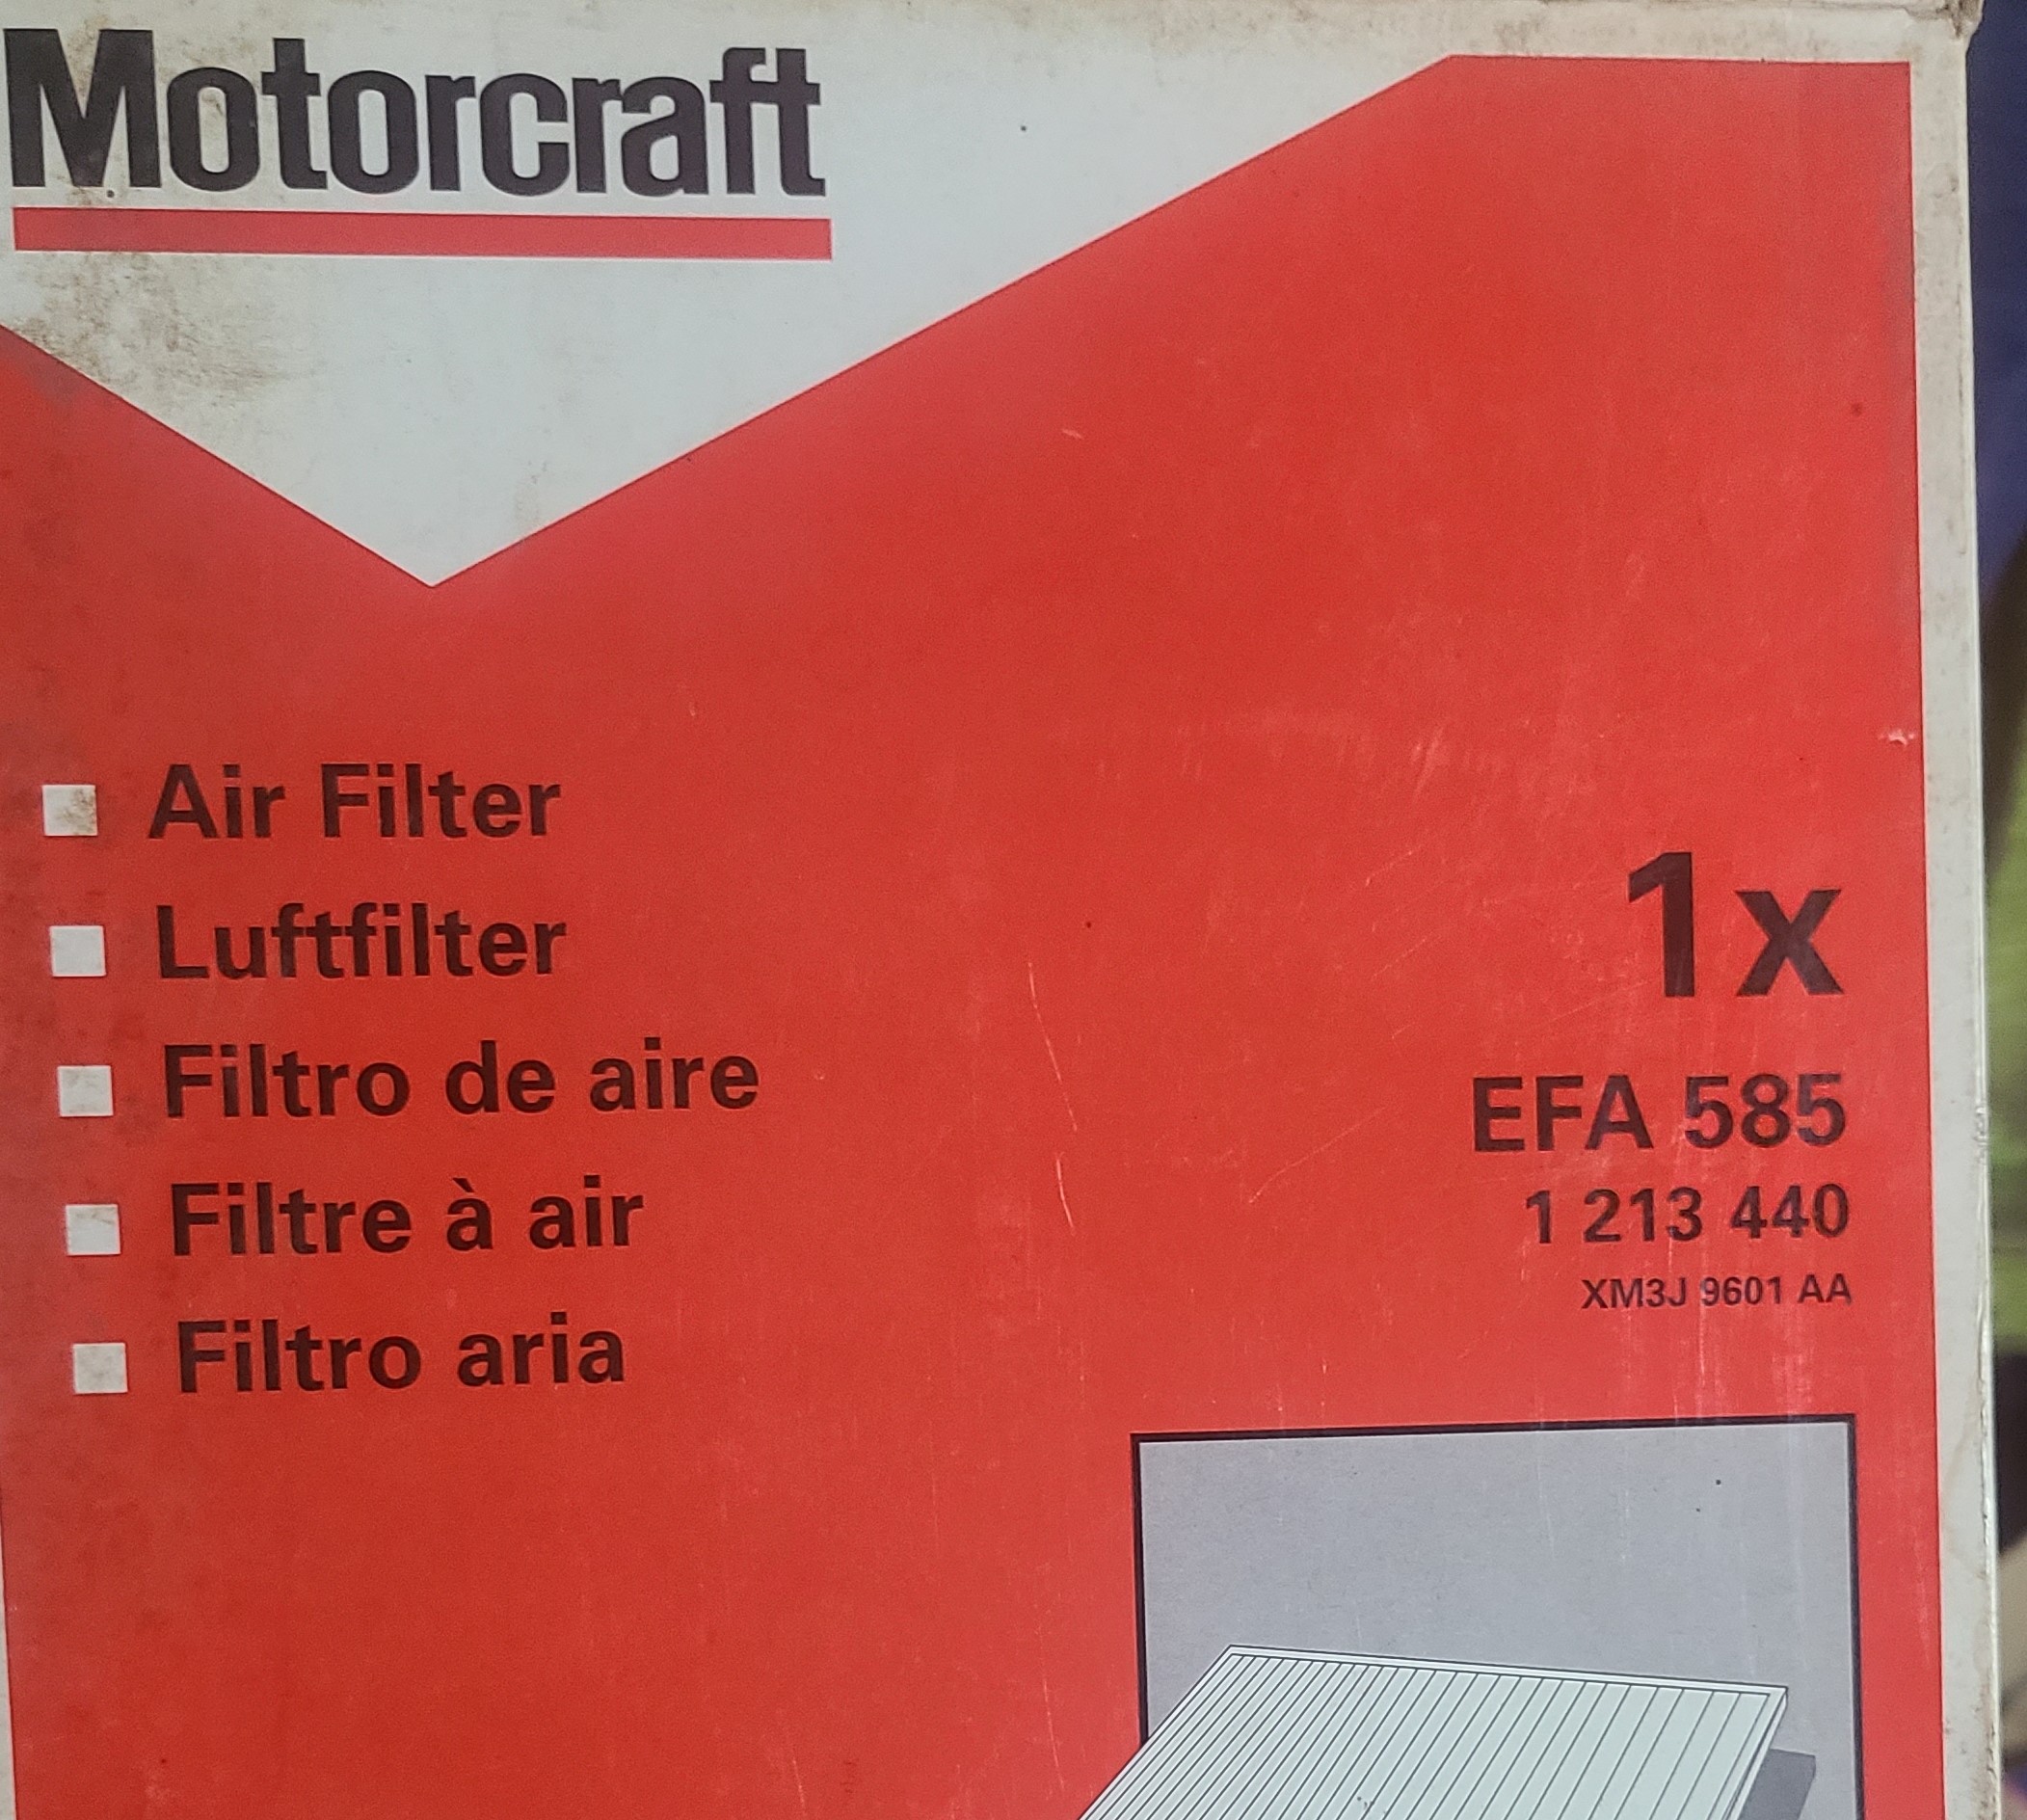 Motorcraft
Air Filter
Luftfilter
Filtro de aire
Filtre à air
Filtro aria
1x
EFA 585
1 213 440
XM3J 9601 AA